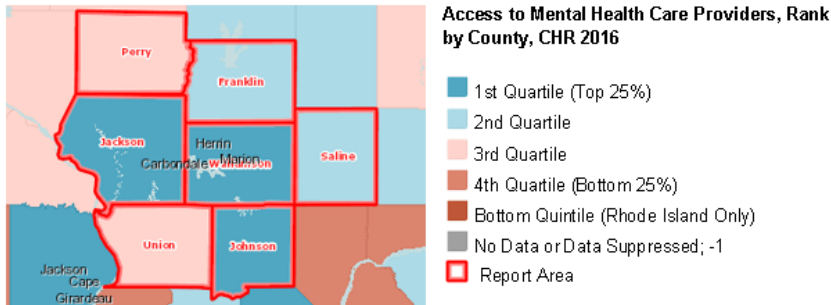 Access to Mental Health Care Providers, Rank
by County, CHR 2016
1st Quartile (Top 25%)
2nd Quartile
3rd Quartile
4th Quartile (Bottom 25%)
Bottom Quintile (Rhode Island Only)
No Data or Data Suppressed; -1
Report Area
Perry
Franklin
Jackson
Herrin
Carbondale
Williamson
Marion
Saline
Union
Johnson
Jackson
Cape
Girardeau